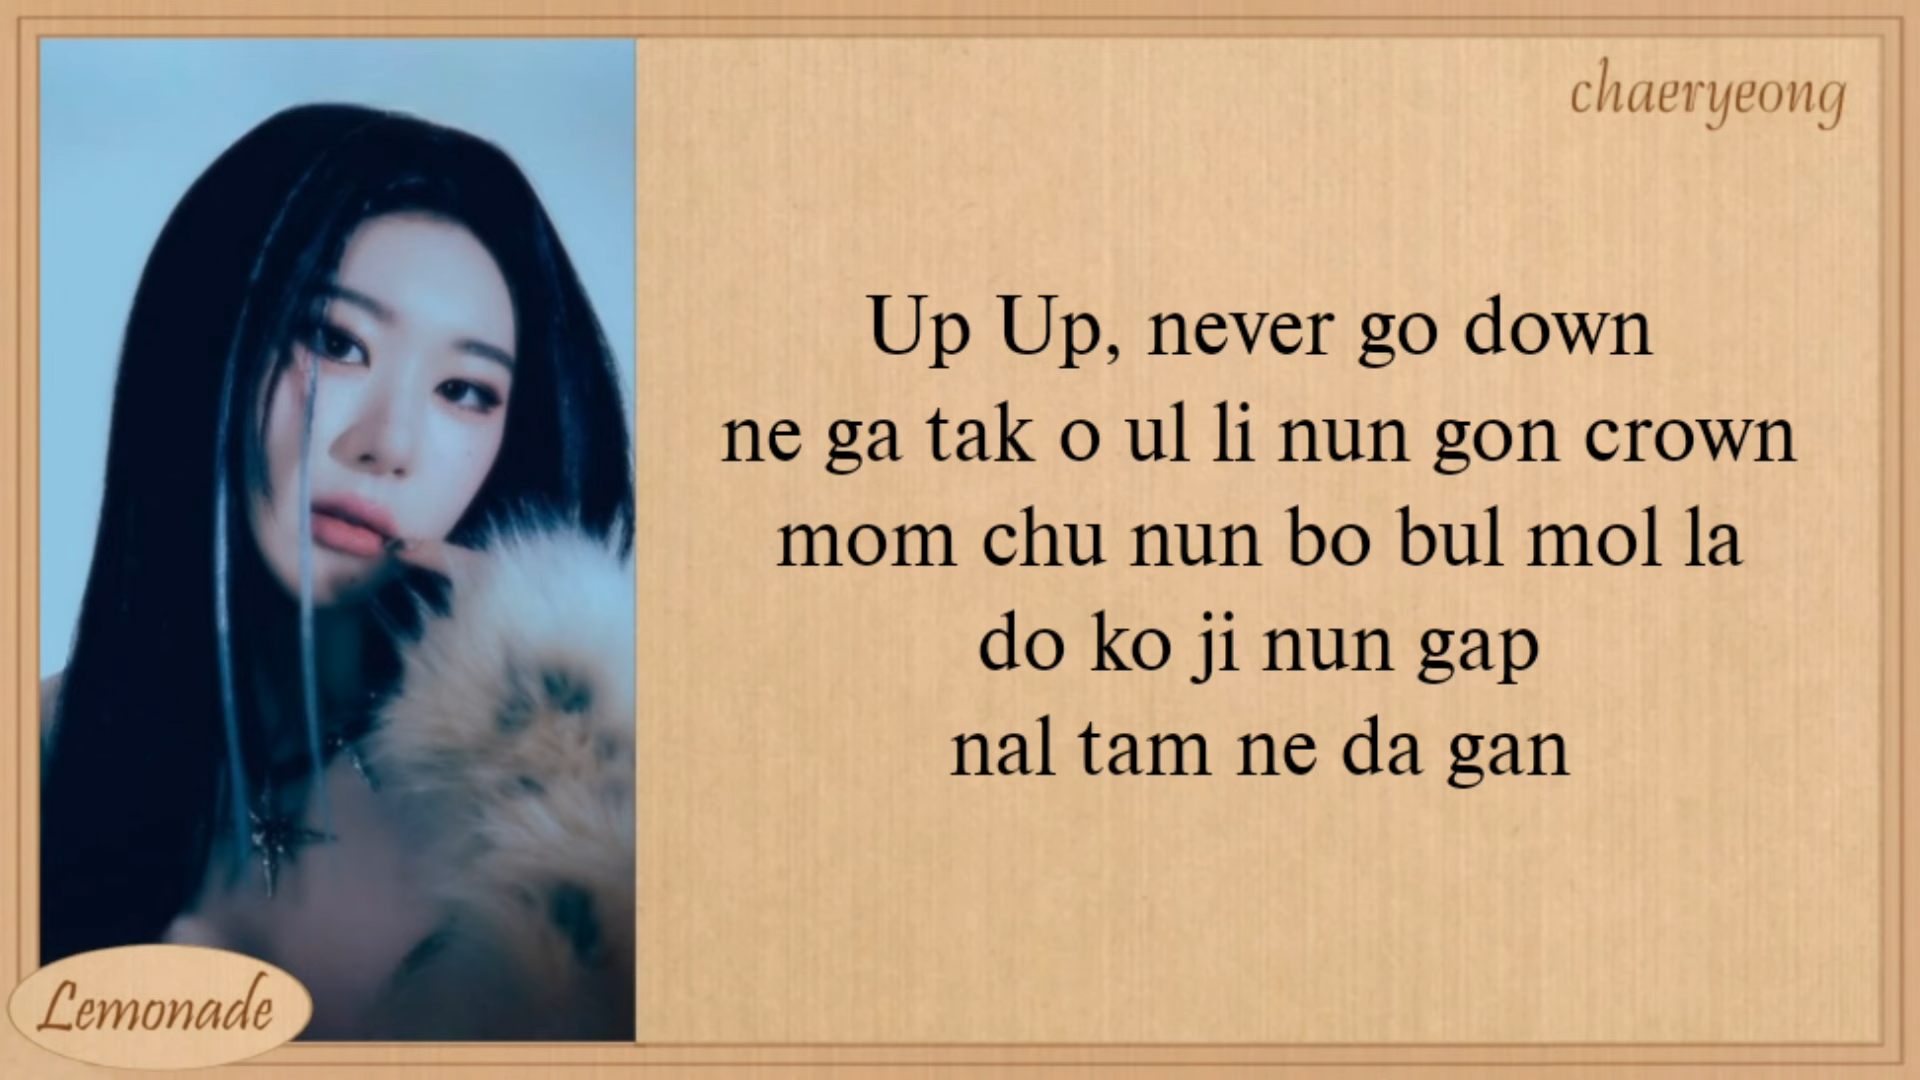 chaeryeong
Up Up, never go down
ne ga tak o ul li nun gon crown
mom chu nun bo bul mol la
do ko ji nun gap
nal tam ne da gan
Lemonade